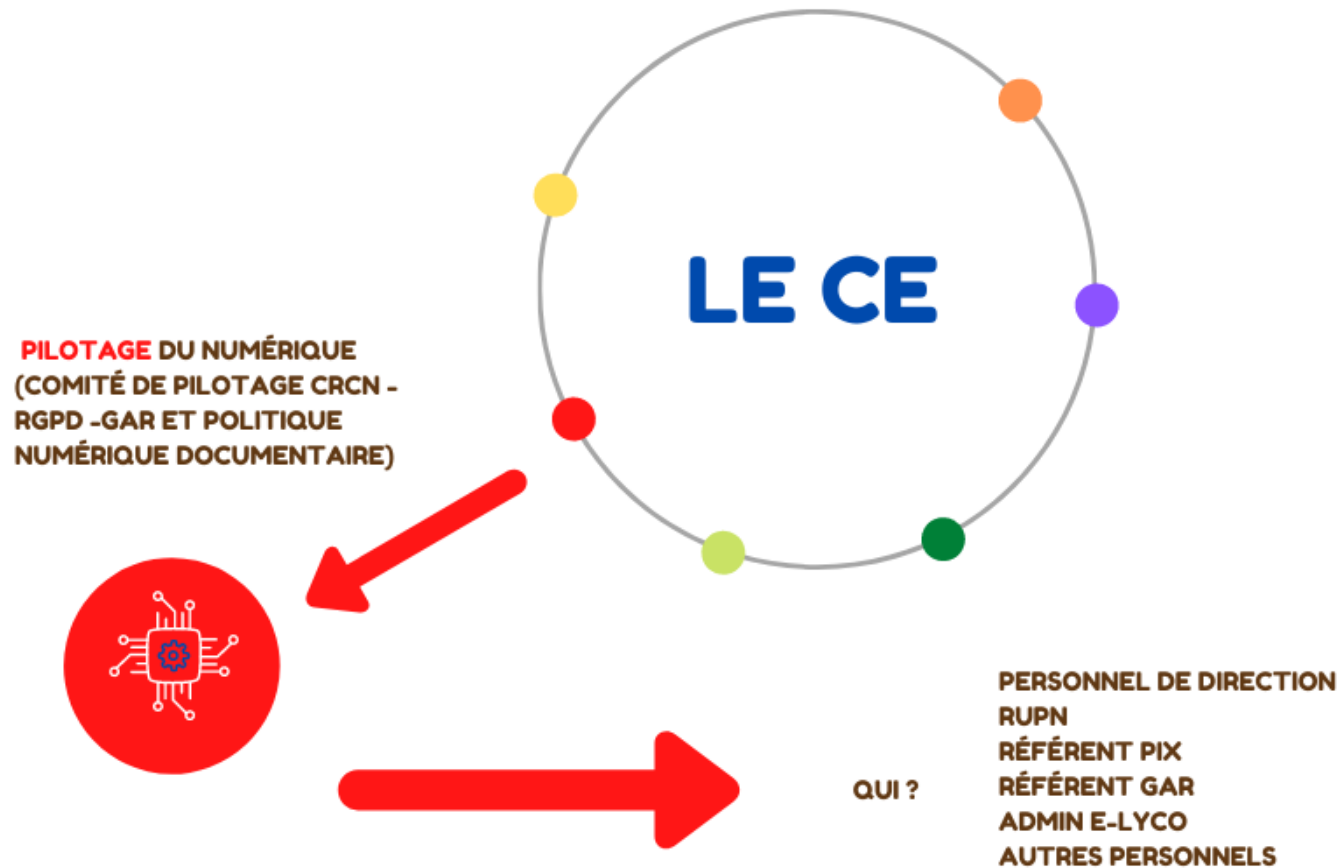 LE CE
PILOTAGE DU NUMÉRIQUE
(COMITÉ DE PILOTAGE CRCN -
RGPD -GAR ET POLITIQUE
NUMÉRIQUE DOCUMENTAIRE)
QUI ?
PERSONNEL DE DIRECTION
RUPN
RÉFÉRENT PIX
RÉFÉRENT GAR
ADMIN E-LYCO
AUTRES PERSONNELS